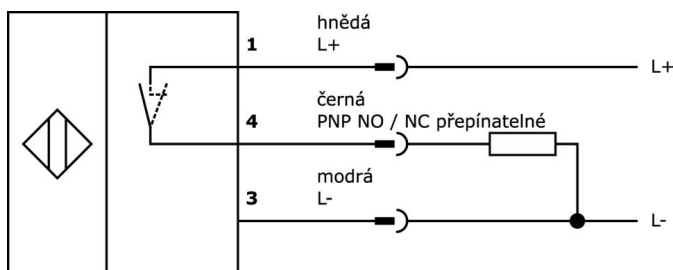 hnědá
1 L+
L+
černá
4 PNP NO / NC přepínatelné
modrá
3 L-
L-